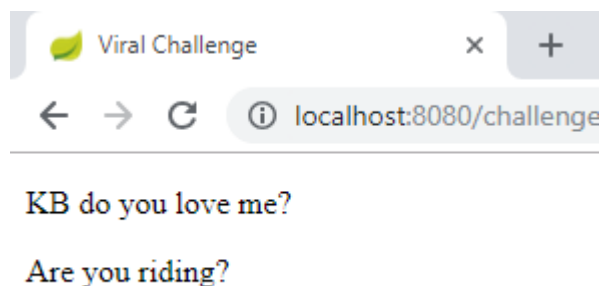 Viral Challenge
localhost:8080/challenge
KB do you love me?
Are you riding?